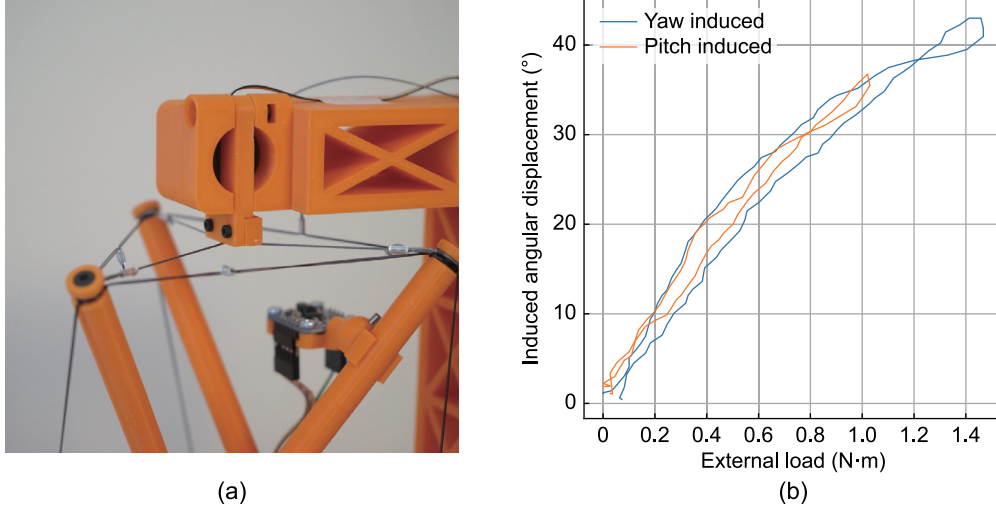 Yaw induced
Pitch induced
Induced angular displacement (°)
40
30
20
10
0
0 0.2 0.4 0.6 0.8 1.0 1.2 1.4
External load (N·m)
(a)
(b)